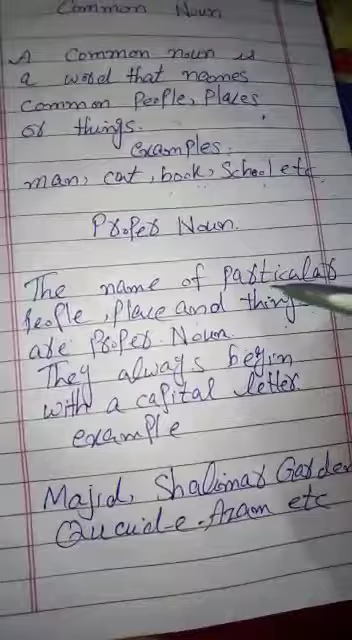 Common Noun
A common noun is
a word that names
common People, Places
or things.
examples.
man, cat, book, School etc
Proper Noun.
The name of particular
People, Place and thing
are Proper Noun.
They always begin
with a capital letter.
example
Majid, Shalimar Garden
Quaid-e-Azam etc